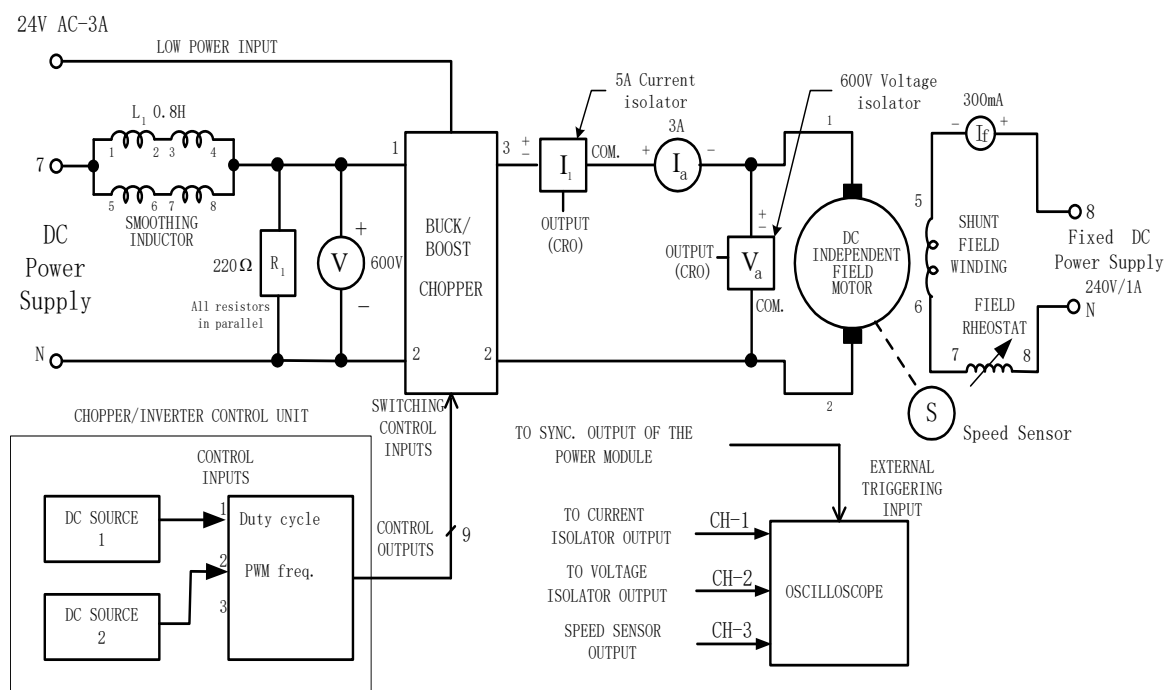 24V AC-3A
LOW POWER INPUT
L1 0.8H
1 2 3 4
5 6 7 8
SMOOTHING
INDUCTOR
7
DC
Power
Supply
N
220Ω
R1
All resistors
in parallel
+
V
600V
−
1
3
BUCK/
BOOST
CHOPPER
2
2
5A Current
isolator
+
−
I1
COM.
OUTPUT
(CRO)
3A
+
Ia
−
600V Voltage
isolator
+
−
OUTPUT
(CRO)
Va
COM.
1
DC
INDEPENDENT
FIELD
MOTOR
2
300mA
−
If
+
5
SHUNT
FIELD
WINDING
6
FIELD
RHEOSTAT
7
8
8
Fixed DC
Power Supply
240V/1A
N
S
Speed Sensor
CHOPPER/INVERTER CONTROL UNIT
SWITCHING
CONTROL
INPUTS
CONTROL
INPUTS
DC SOURCE
1
DC SOURCE
2
1
Duty cycle
2
PWM freq.
3
CONTROL
OUTPUTS
9
TO SYNC. OUTPUT OF THE
POWER MODULE
EXTERNAL
TRIGGERING
INPUT
TO CURRENT
ISOLATOR OUTPUT
CH-1
TO VOLTAGE
ISOLATOR OUTPUT
CH-2
SPEED SENSOR
OUTPUT
CH-3
OSCILLOSCOPE